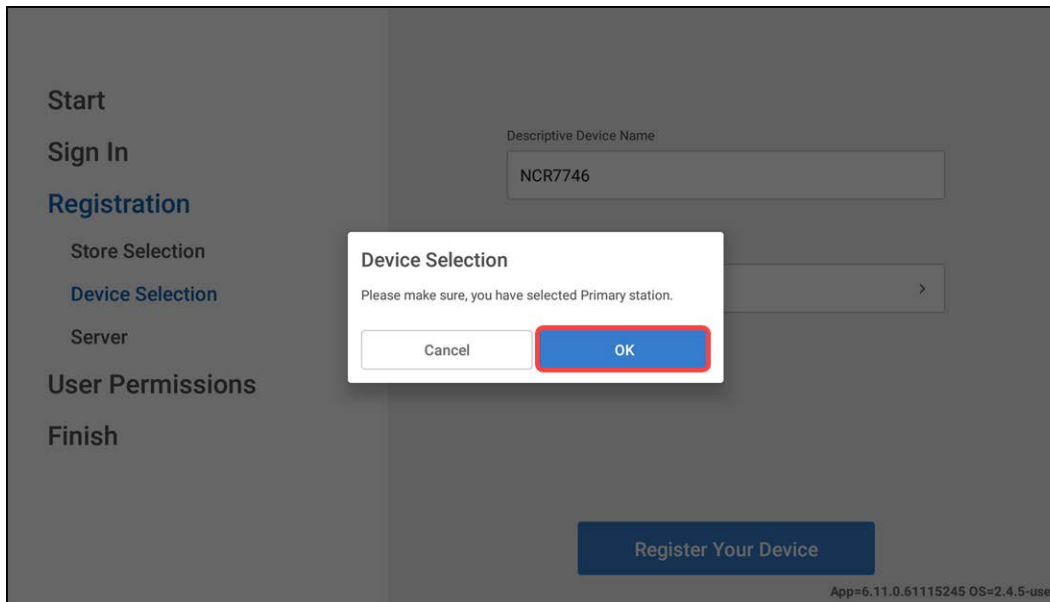 Start
Sign In
Registration
Store Selection
Device Selection
Server
User Permissions
Finish
Descriptive Device Name
NCR7746
Device Selection
Please make sure, you have selected Primary station.
Cancel
OK
Register Your Device
App=6.11.0.61115245 OS=2.4.5-use